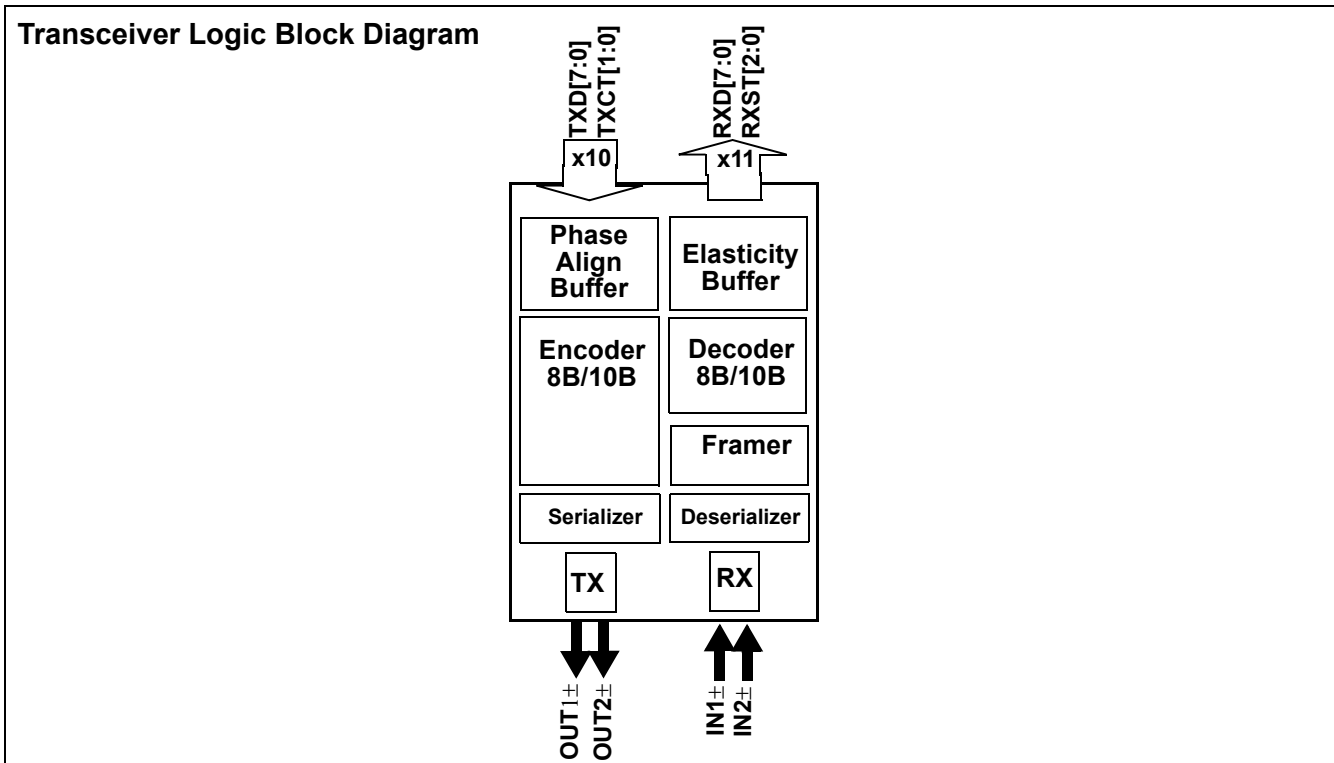 Transceiver Logic Block Diagram
TXD[7:0]
TXCT[1:0]
RXD[7:0]
RXST[2:0]
x10
x11
Phase
Align
Buffer
Elasticity
Buffer
Encoder
8B/10B
Decoder
8B/10B
Framer
Serializer
Deserializer
TX
RX
OUT1±
OUT2±
IN1±
IN2±